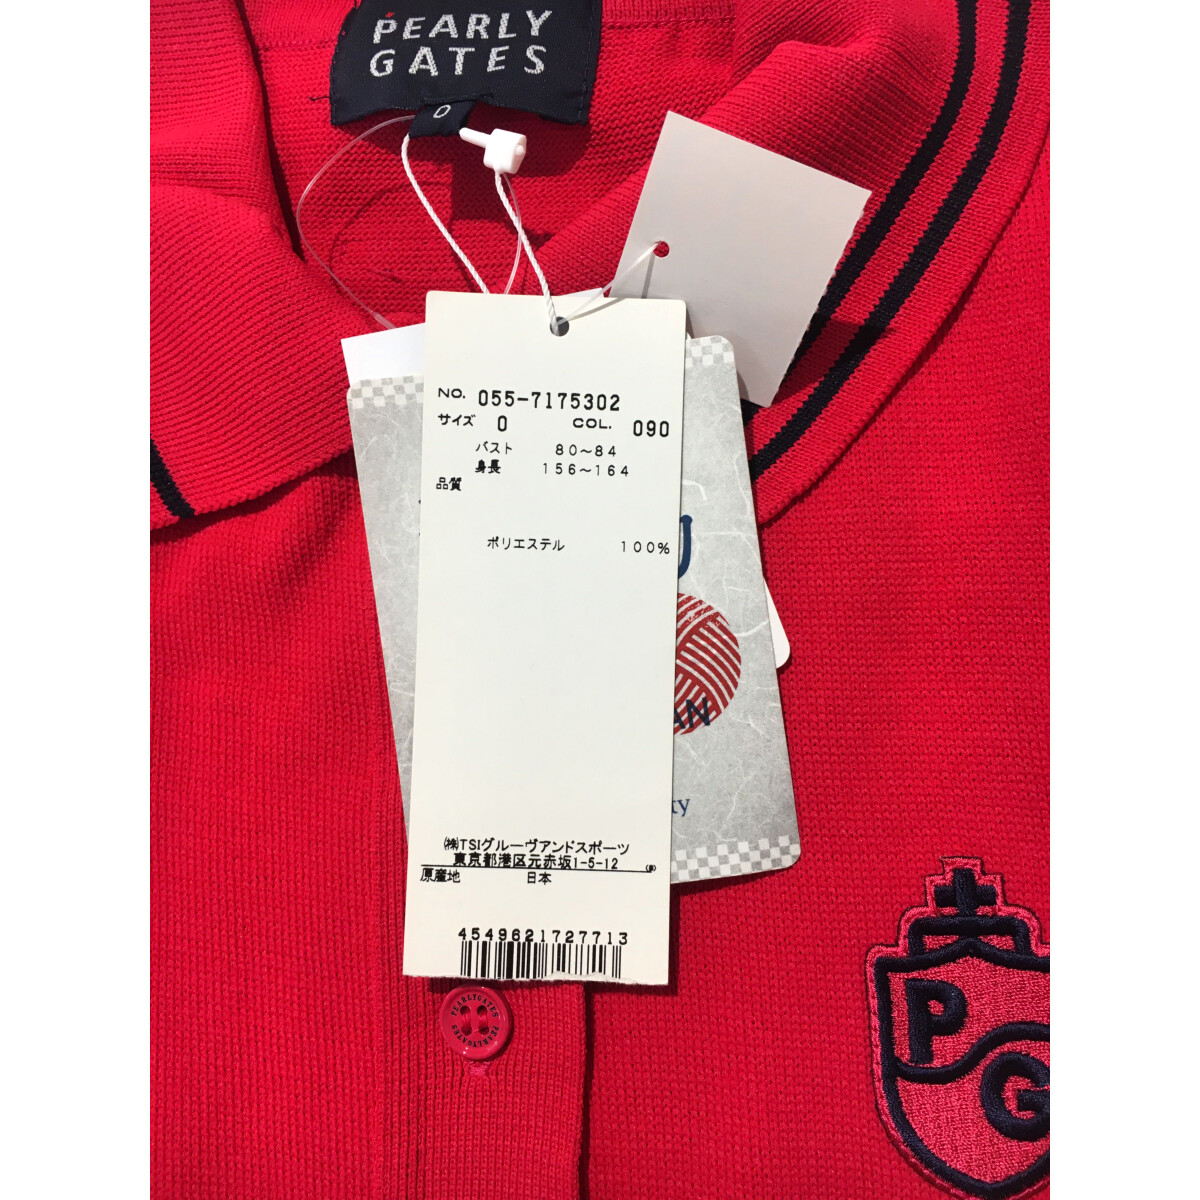 PEARLY
GATES
0
NO. 055-7175302
サイズ 0 COL. 090
バスト 80～84
身長 156～164
品質
ポリエステル 100%
㈱TSIグルーヴアンドスポーツ
東京都港区元赤坂1-5-12
原産地 日本
4549621727713
PEARLYGATES PEARLYGATES
P
G